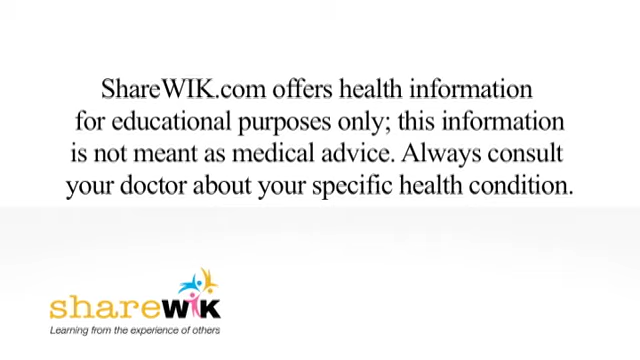 ShareWIK.com offers health information
for educational purposes only; this information
is not meant as medical advice. Always consult
your doctor about your specific health condition.
sharewiK
Learning from the experience of others